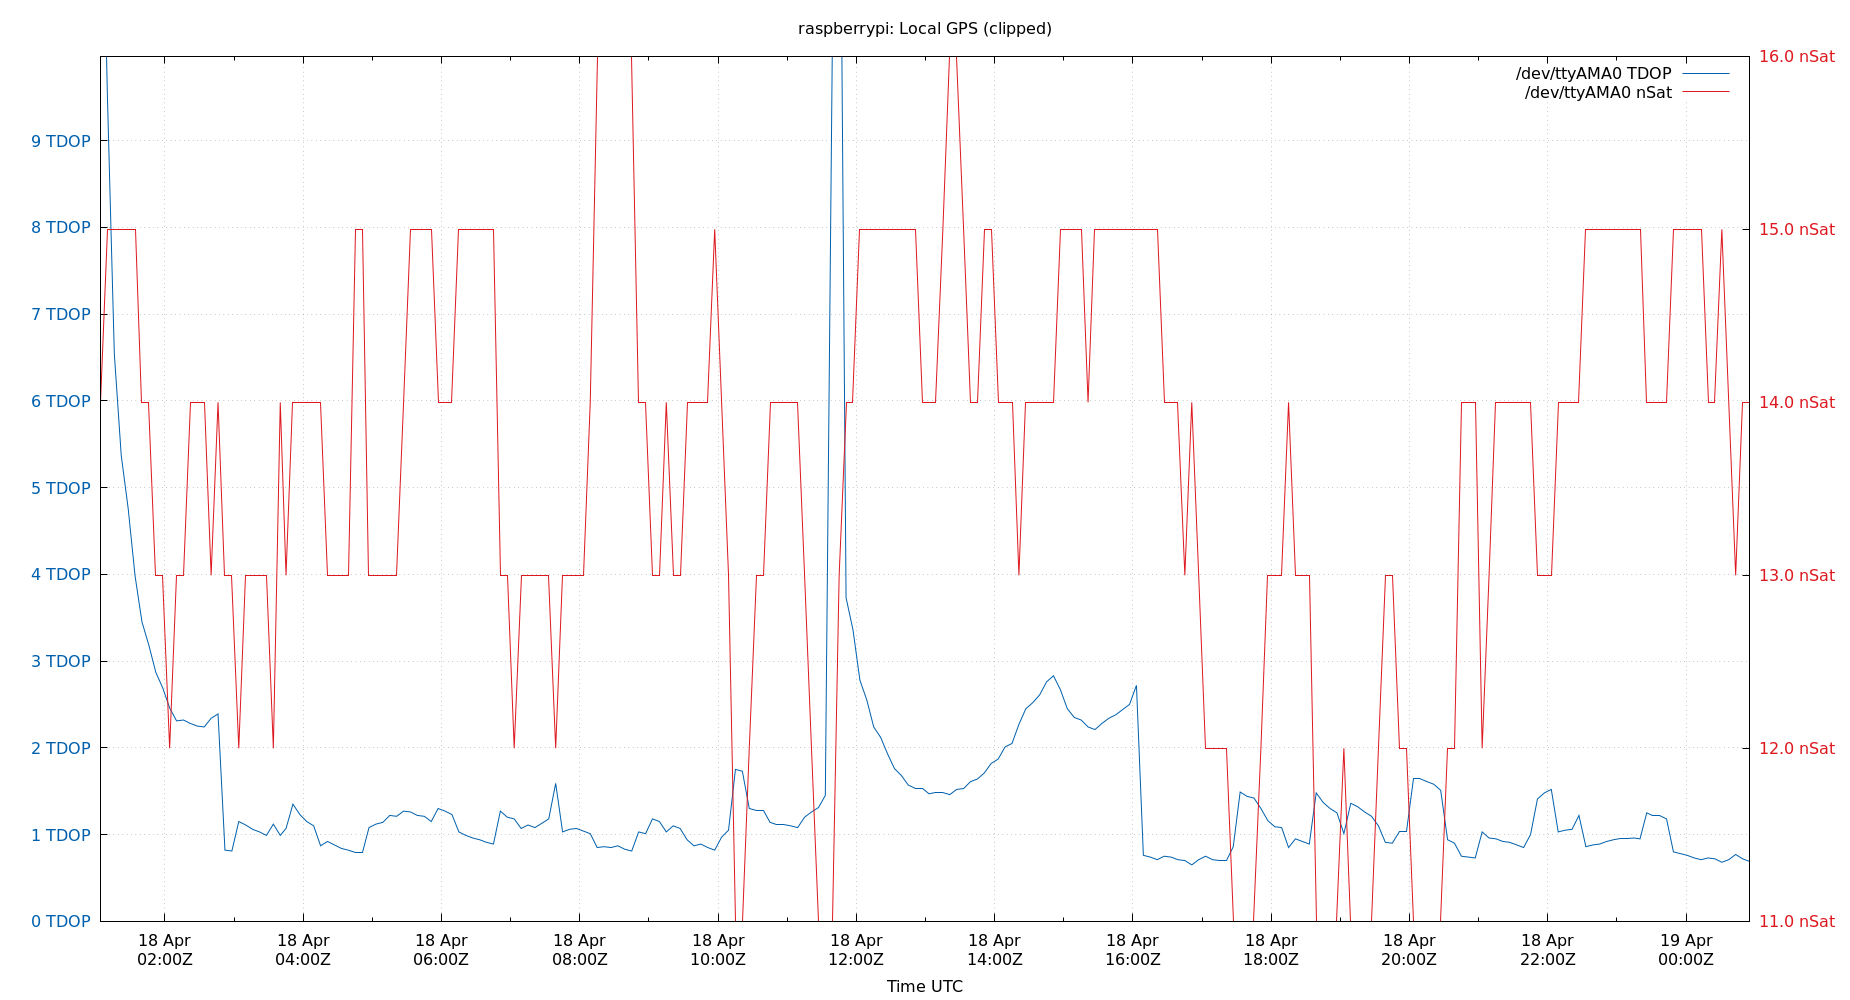 raspberrypi: Local GPS (clipped)
16.0 nSat
/dev/ttyAMA0 TDOP
/dev/ttyAMA0 nSat
9 TDOP
8 TDOP
15.0 nSat
7 TDOP
6 TDOP
14.0 nSat
5 TDOP
4 TDOP
13.0 nSat
3 TDOP
2 TDOP
12.0 nSat
1 TDOP
0 TDOP
11.0 nSat
18 Apr 18 Apr 18 Apr 18 Apr 18 Apr 18 Apr 18 Apr 18 Apr 18 Apr 18 Apr 18 Apr 19 Apr
02:00Z 04:00Z 06:00Z 08:00Z 10:00Z 12:00Z 14:00Z 16:00Z 18:00Z 20:00Z 22:00Z 00:00Z
Time UTC